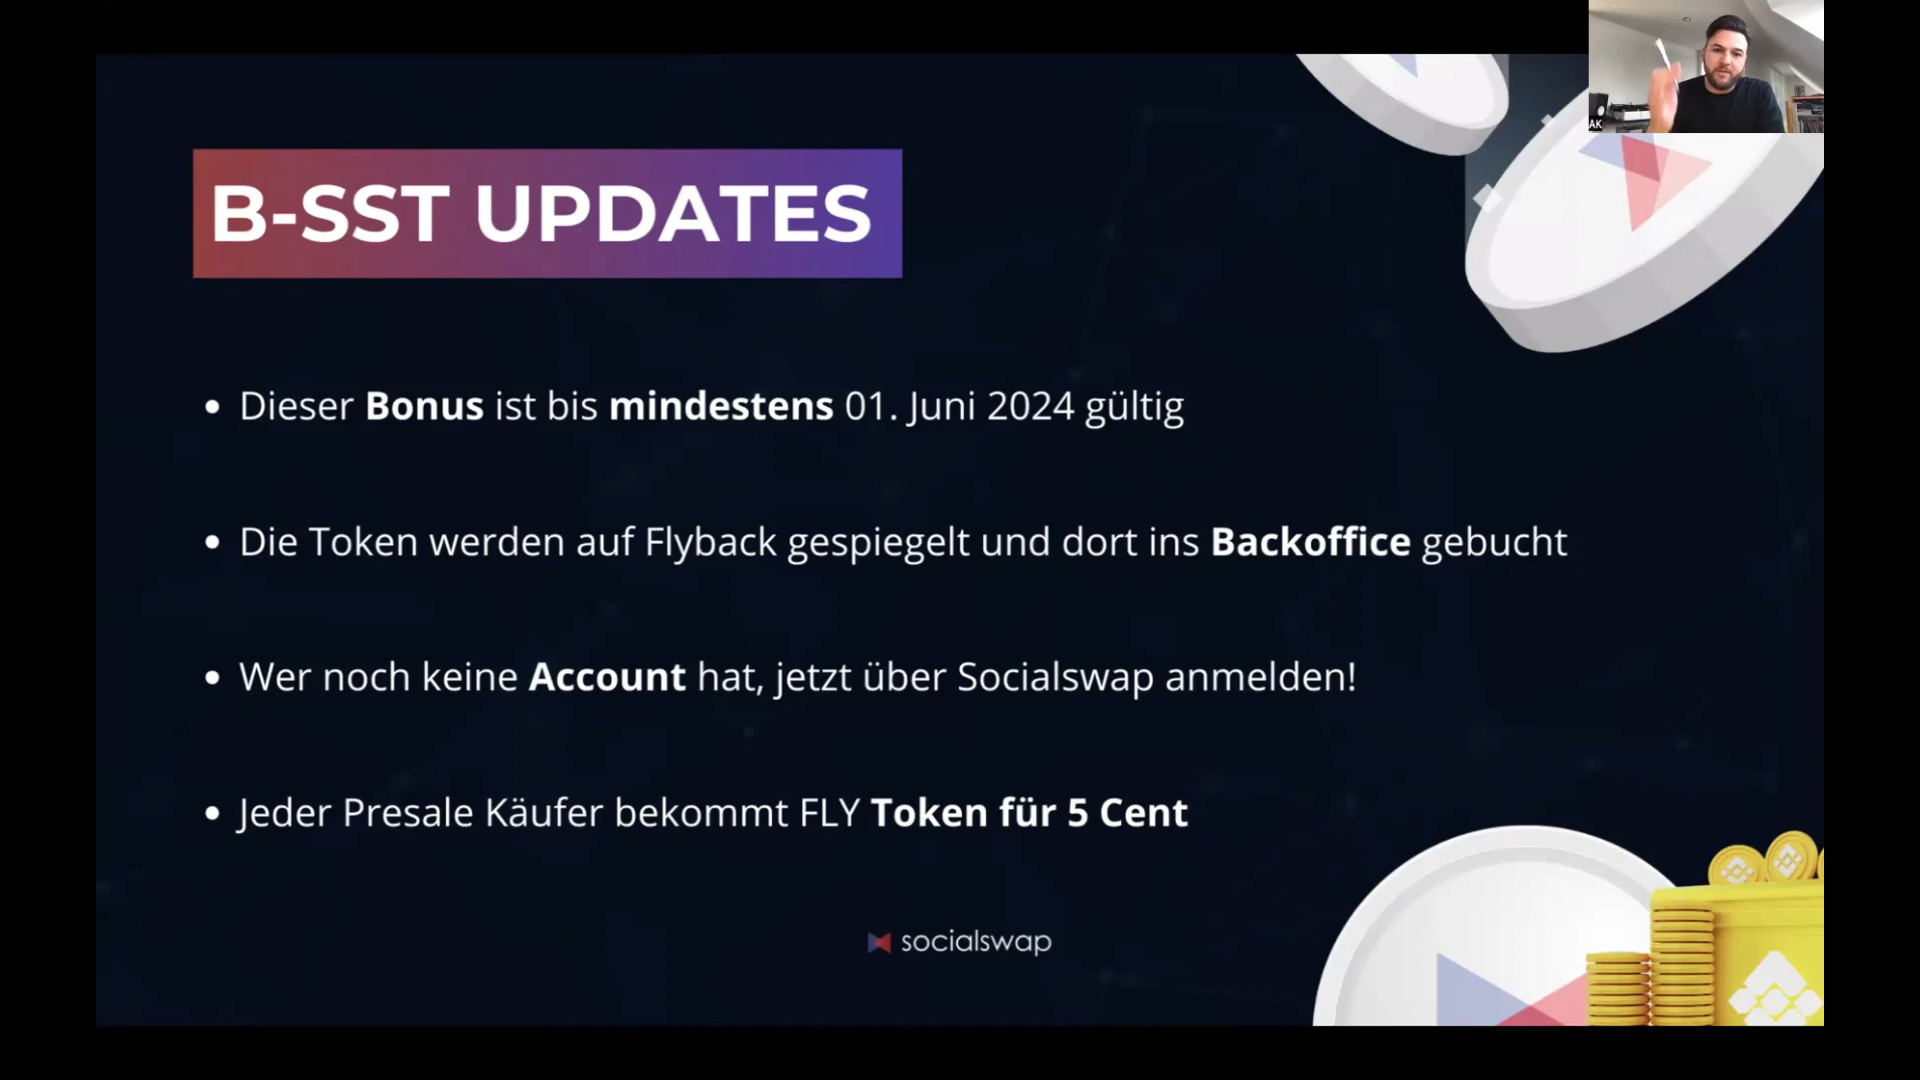 AK
B-SST UPDATES
Dieser Bonus ist bis mindestens 01. Juni 2024 gültig
Die Token werden auf Flyback gespiegelt und dort ins Backoffice gebucht
Wer noch keine Account hat, jetzt über Socialswap anmelden!
Jeder Presale Käufer bekommt FLY Token für 5 Cent
socialswap